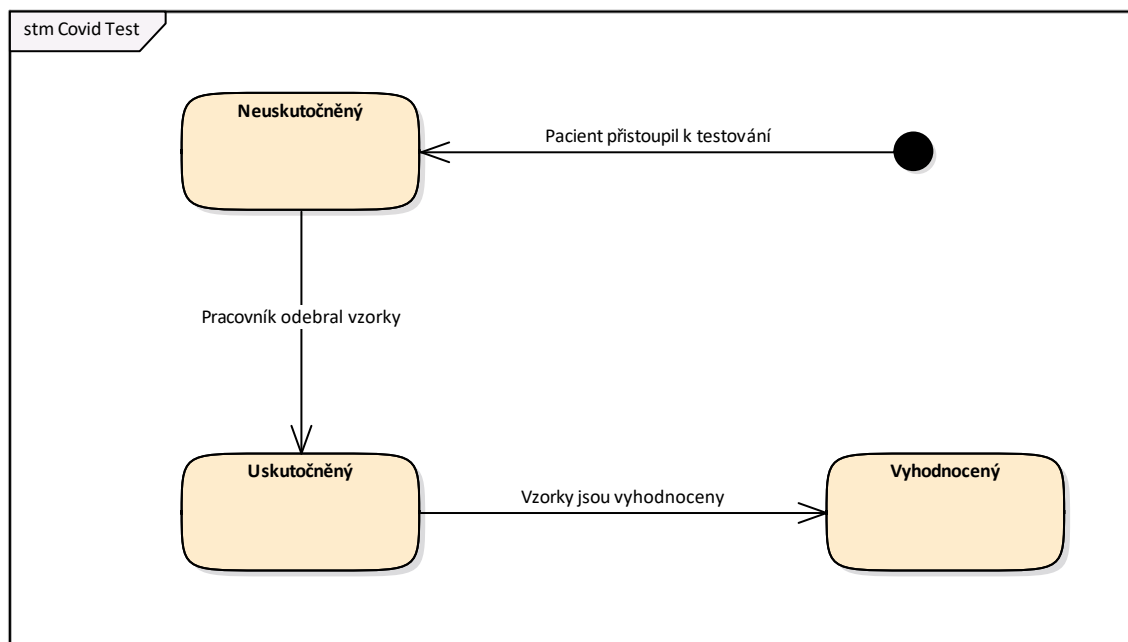 stm Covid Test
Neuskutočněný
Pacient přistoupil k testování
Pracovník odebral vzorky
Uskutočněný
Vzorky jsou vyhodnoceny
Vyhodnocený